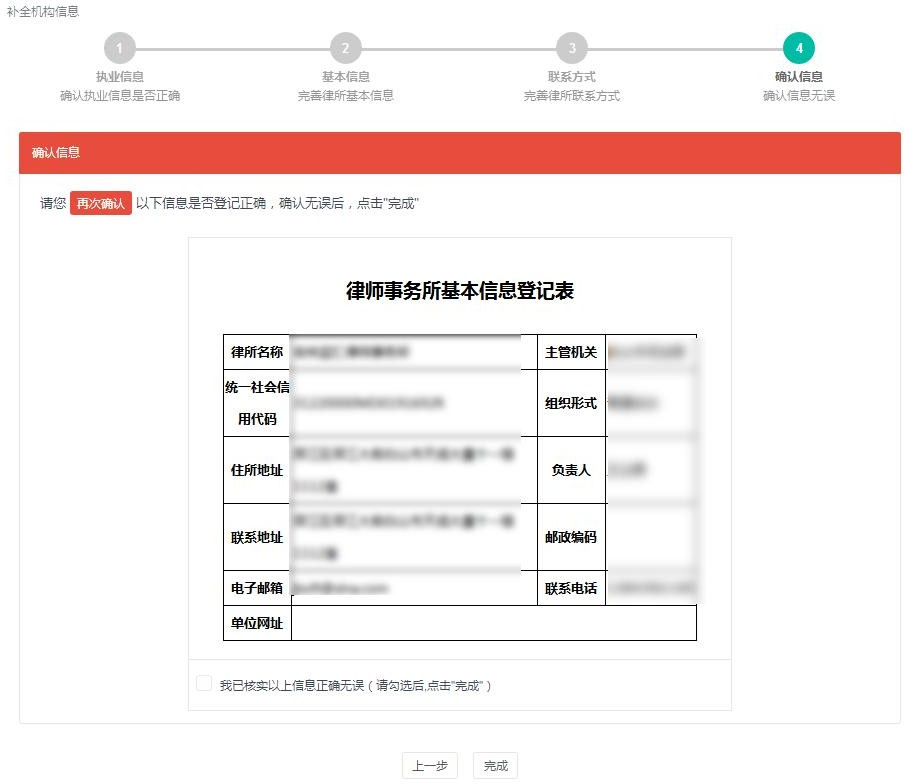 补全机构信息
1
2
3
4
执业信息
基本信息
联系方式
确认信息
确认执业信息是否正确
完善律所基本信息
完善律所联系方式
确认信息无误
确认信息
请您 再次确认 以下信息是否登记正确，确认无误后，点击"完成"
律师事务所基本信息登记表
律所名称
主管机关
统一社会信
用代码
组织形式
住所地址
负责人
联系地址
邮政编码
电子邮箱
联系电话
单位网址
我已核实以上信息正确无误（请勾选后,点击"完成"）
上一步
完成